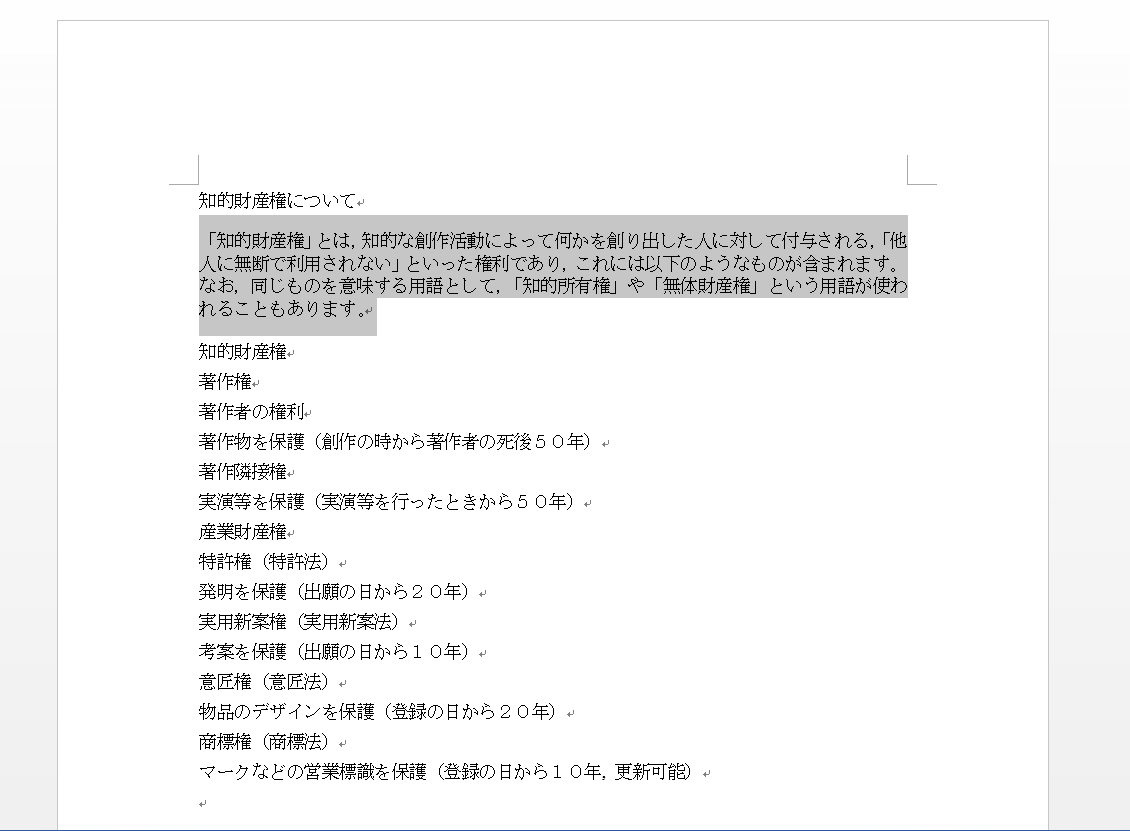 知的財産権について
「知的財産権」とは，知的な創作活動によって何かを創り出した人に対して付与される，「他
人に無断で利用されない」といった権利であり，これには以下のようなものが含まれます。
なお，同じものを意味する用語として，「知的所有権」や「無体財産権」という用語が使わ
れることもあります。
知的財産権
著作権
著作者の権利
著作物を保護（創作の時から著作者の死後５０年）
著作隣接権
実演等を保護（実演等を行ったときから５０年）
産業財産権
特許権（特許法）
発明を保護（出願の日から２０年）
実用新案権（実用新案法）
考案を保護（出願の日から１０年）
意匠権（意匠法）
物品のデザインを保護（登録の日から２０年）
商標権（商標法）
マークなどの営業標識を保護（登録の日から１０年，更新可能）